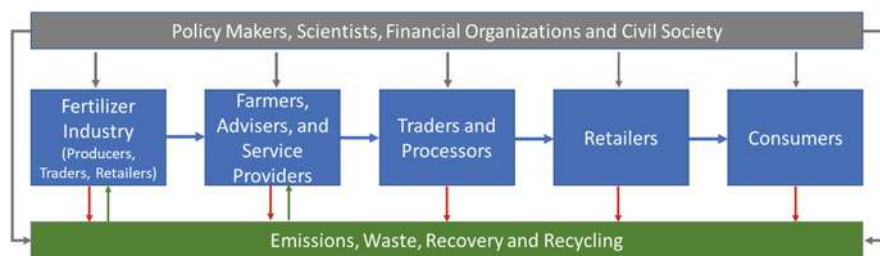 Policy Makers, Scientists, Financial Organizations and Civil Society
Fertilizer
Industry
(Producers,
Traders, Retailers)
Farmers,
Advisers, and
Service
Providers
Traders and
Processors
Retailers
Consumers
Emissions, Waste, Recovery and Recycling